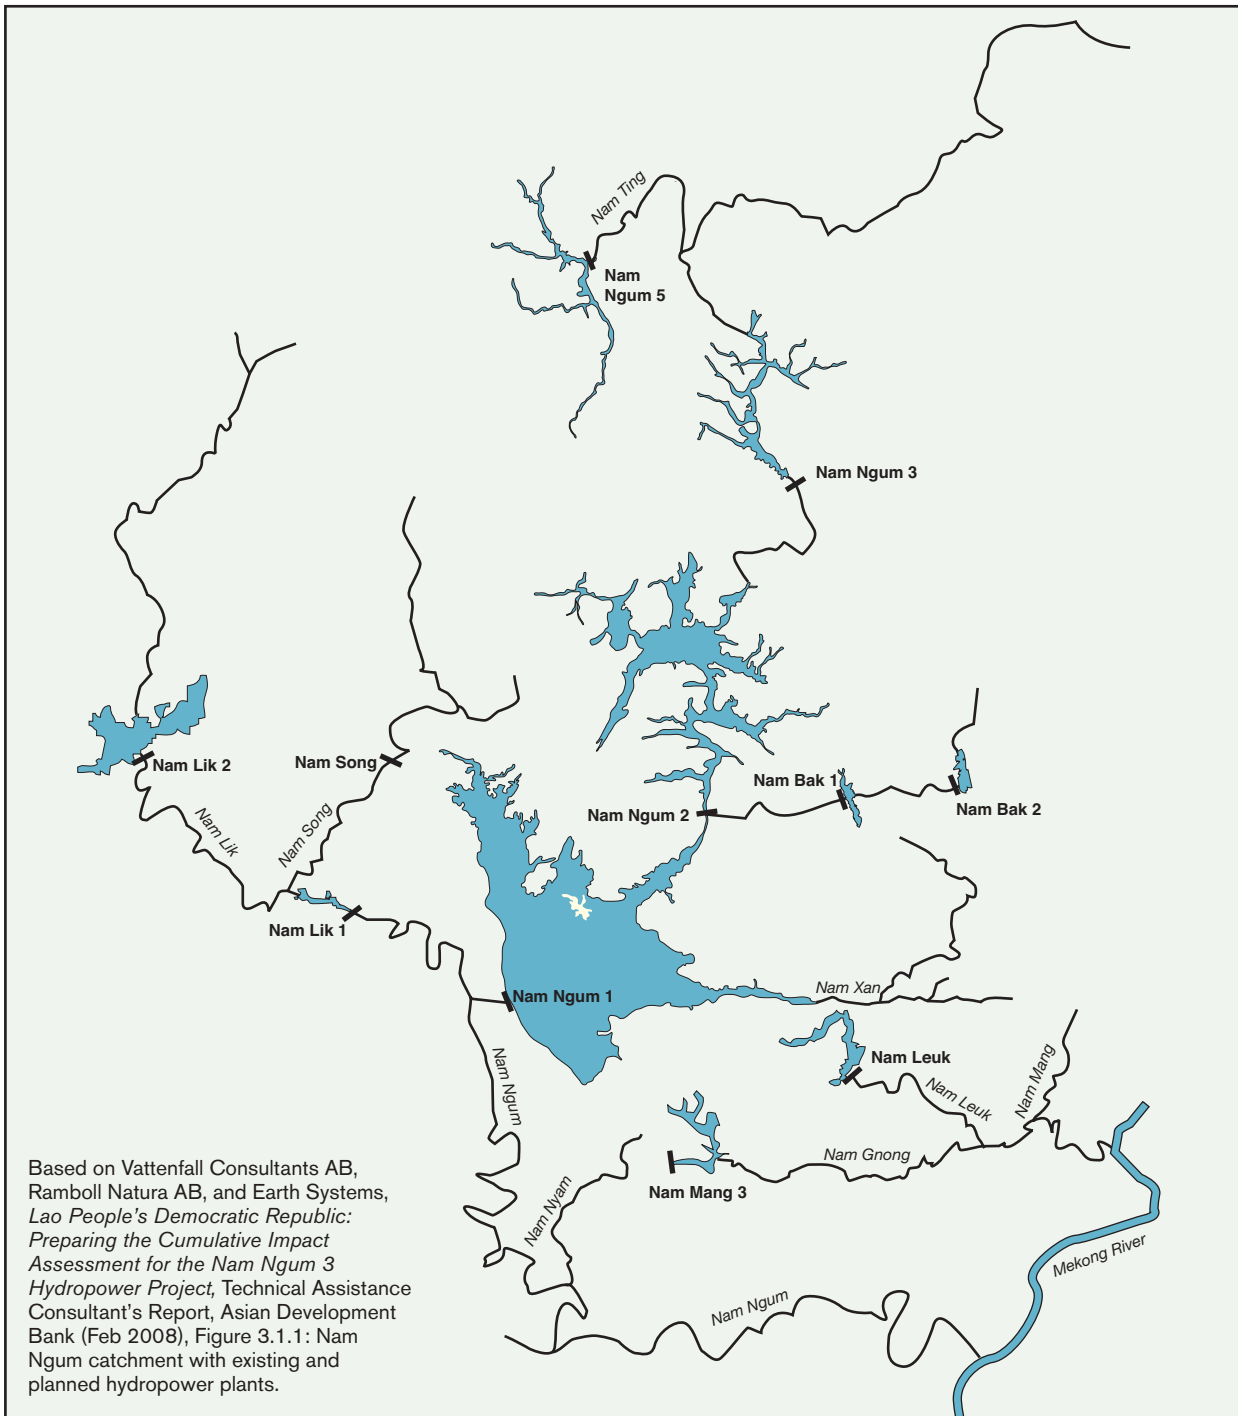 Nam Ting
Nam
Ngum 5
Nam Ngum 3
Nam Lik 2
Nam Song
Nam Bak 1
Nam Bak 2
Nam Ngum 2
Nam Lik
Nam Song
Nam Lik 1
Nam Xan
Nam Ngum 1
Nam Leuk
Nam Ngum
Nam Leuk
Nam Mang
Nam Gnong
Nam Mang 3
Nam Nyam
Mekong River
Nam Ngum
Based on Vattenfall Consultants AB,
Ramboll Natura AB, and Earth Systems,
Lao People’s Democratic Republic:
Preparing the Cumulative Impact
Assessment for the Nam Ngum 3
Hydropower Project, Technical Assistance
Consultant’s Report, Asian Development
Bank (Feb 2008), Figure 3.1.1: Nam
Ngum catchment with existing and
planned hydropower plants.